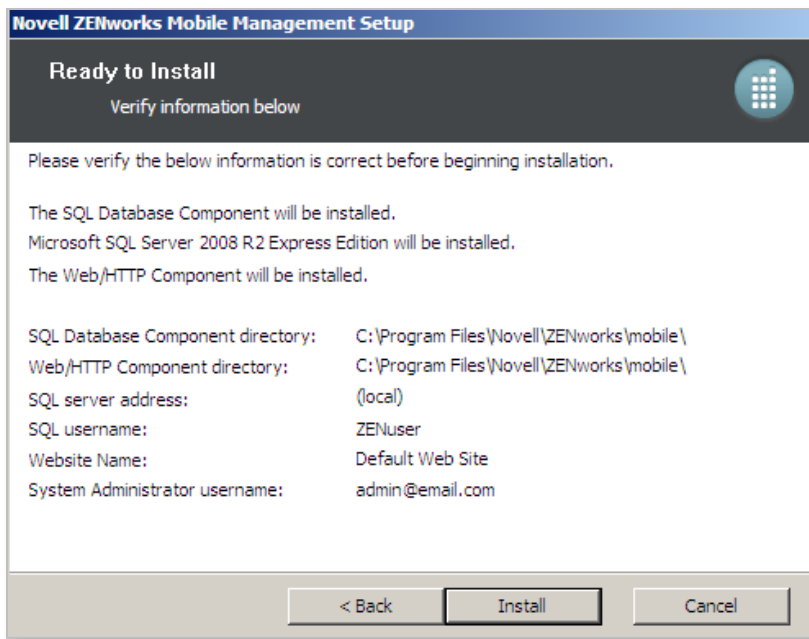 Novell ZENworks Mobile Management Setup
Ready to Install
Verify information below
Please verify the below information is correct before beginning installation.
The SQL Database Component will be installed.
Microsoft SQL Server 2008 R2 Express Edition will be installed.
The Web/HTTP Component will be installed.
SQL Database Component directory: C:\Program Files\Novell\ZENworks\mobile\
Web/HTTP Component directory: C:\Program Files\Novell\ZENworks\mobile\
SQL server address: (local)
SQL username: ZENuser
Website Name: Default Web Site
System Administrator username: admin@email.com
< Back Install Cancel